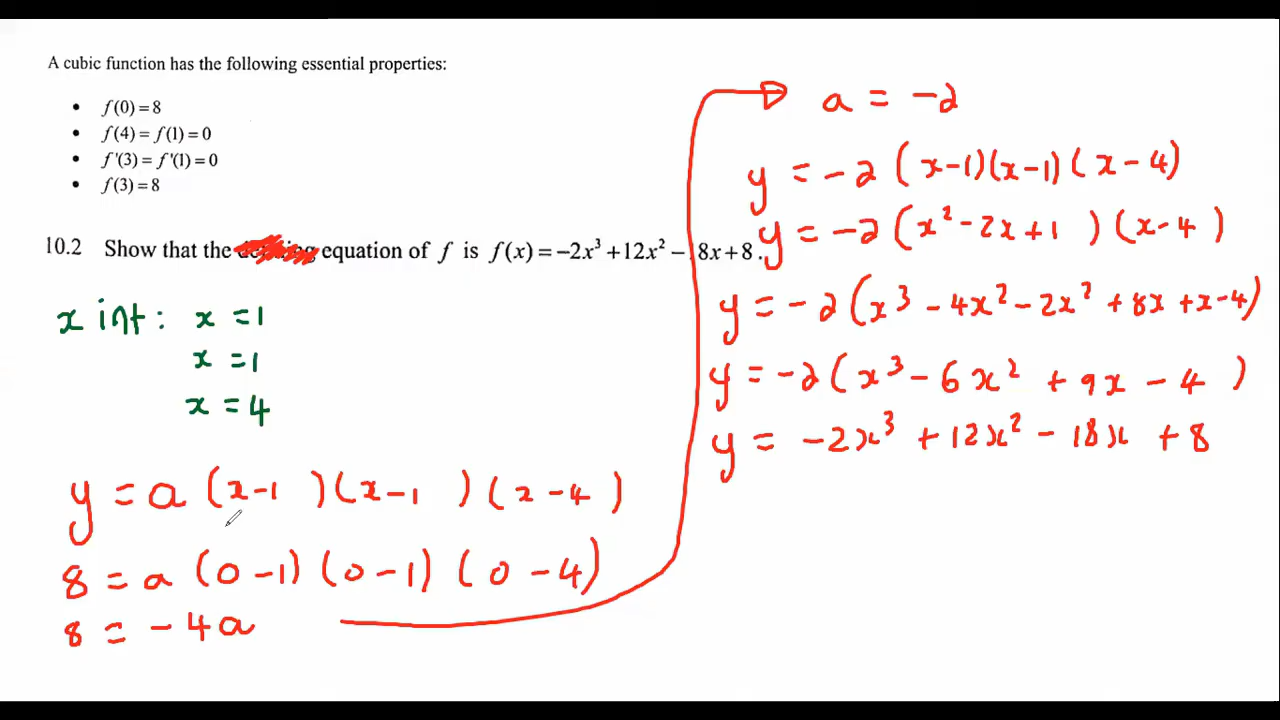 A cubic function has the following essential properties:
• f(0) = 8
• f(4) = f(1) = 0
• f'(3) = f'(1) = 0
• f(3) = 8
10.2 Show that the equation of f is f(x) = −2x³ + 12x² − 8x + 8.
x int: x = 1
x = 1
x = 4
y = a (x-1)(x-1)(x-4)
8 = a (0-1)(0-1)(0-4)
8 = -4a
a = -2
y = -2(x-1)(x-1)(x-4)
y = -2(x²-2x+1)(x-4)
y = -2(x³-4x²-2x²+8x+x-4)
y = -2(x³-6x²+9x-4)
y = -2x³+12x²-18x+8